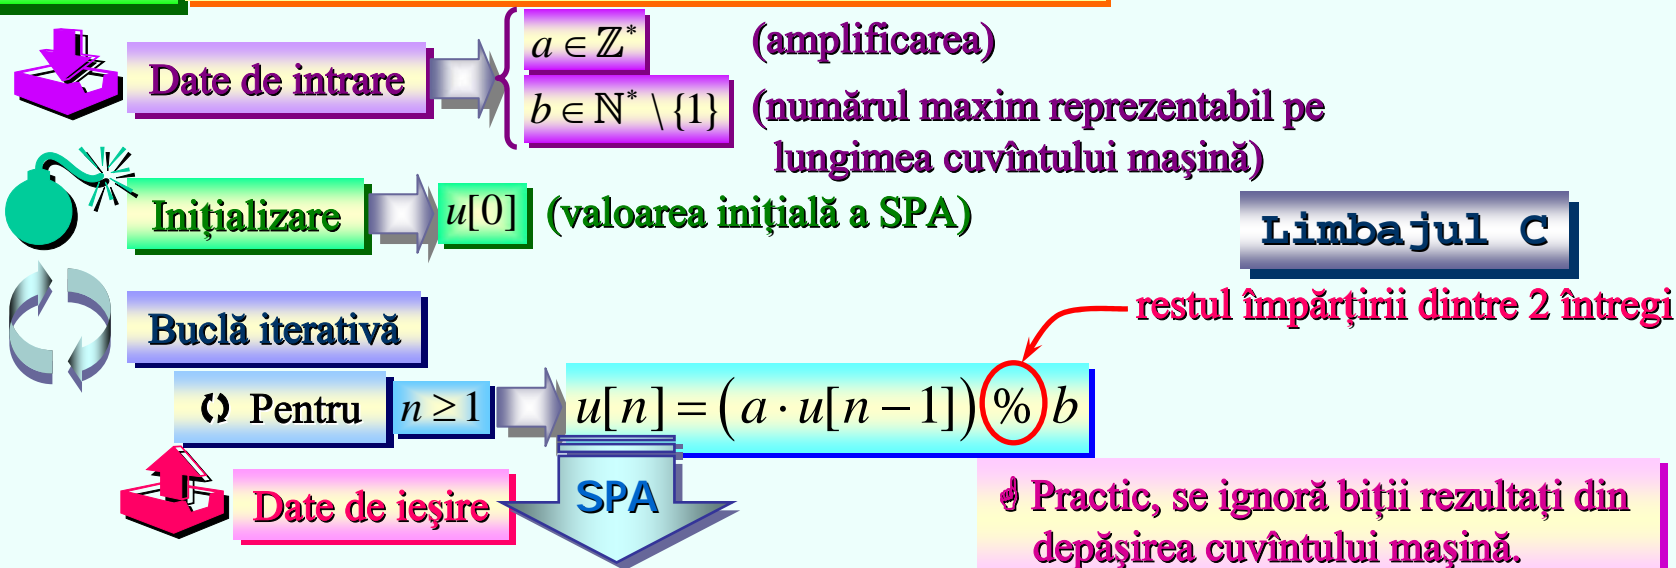 Date de intrare
a ∈ ℤ* (amplificarea)
b ∈ ℕ* \ {1} (numărul maxim reprezentabil pe
lungimea cuvîntului maşină)
Iniţializare u[0] (valoarea iniţială a SPA)
Limbajul C
restul împărţirii dintre 2 întregi
Buclă iterativă
Pentru n ≥ 1 u[n] = (a · u[n − 1]) % b
Date de ieşire SPA
Practic, se ignoră biţii rezultaţi din
depăşirea cuvîntului maşină.